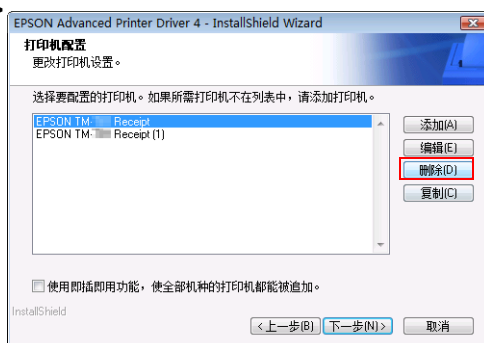 EPSON Advanced Printer Driver 4 - InstallShield Wizard
打印机配置
更改打印机设置。
选择要配置的打印机。如果所需打印机不在列表中，请添加打印机。
EPSON TM- Receipt
EPSON TM- Receipt (1)
添加(A)
编辑(E)
删除(D)
复制(C)
使用即插即用功能，使全部机种的打印机都能被追加。
InstallShield
<上一步(B)
下一步(N)>
取消